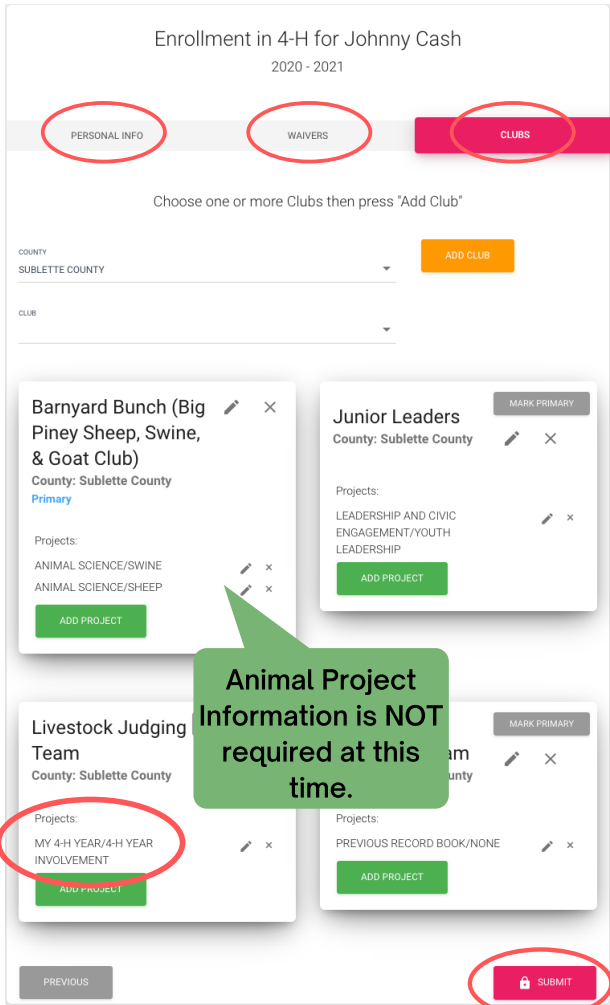 Enrollment in 4-H for Johnny Cash
2020 - 2021
PERSONAL INFO
WAIVERS
CLUBS
Choose one or more Clubs then press "Add Club"
COUNTY
SUBLETTE COUNTY
ADD CLUB
CLUB
Barnyard Bunch (Big
Piney Sheep, Swine,
& Goat Club)
County: Sublette County
Primary
Projects:
ANIMAL SCIENCE/SWINE
ANIMAL SCIENCE/SHEEP
ADD PROJECT
MARK PRIMARY
Junior Leaders
County: Sublette County
Projects:
LEADERSHIP AND CIVIC
ENGAGEMENT/YOUTH
LEADERSHIP
ADD PROJECT
Animal Project
Information is NOT
required at this
time.
Livestock Judging
Team
County: Sublette County
Projects:
MY 4-H YEAR/4-H YEAR
INVOLVEMENT
ADD PROJECT
MARK PRIMARY
Projects:
PREVIOUS RECORD BOOK/NONE
ADD PROJECT
PREVIOUS
SUBMIT